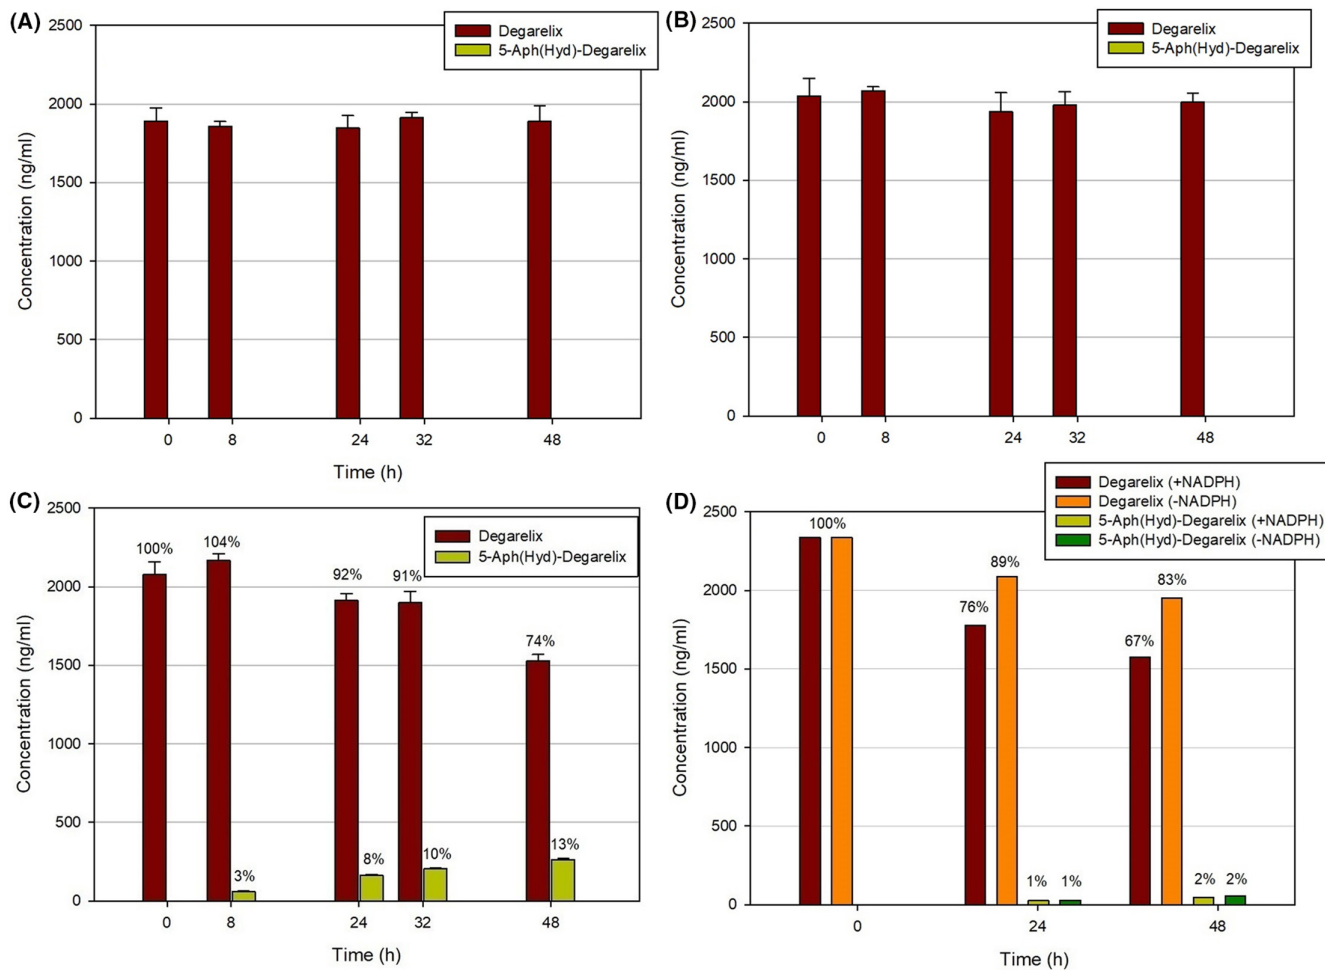 (A)
Degarelix
5-Aph(Hyd)-Degarelix
Concentration (ng/ml)
2500
2000
1500
1000
500
0
0 8 24 32 48
Time (h)
(B)
Degarelix
5-Aph(Hyd)-Degarelix
Concentration (ng/ml)
2500
2000
1500
1000
500
0
0 8 24 32 48
(C)
Degarelix
5-Aph(Hyd)-Degarelix
Concentration (ng/ml)
2500
2000
1500
1000
500
0
100% 104% 92% 91% 74%
3% 8% 10% 13%
0 8 24 32 48
Time (h)
(D)
Degarelix (+NADPH)
Degarelix (-NADPH)
5-Aph(Hyd)-Degarelix (+NADPH)
5-Aph(Hyd)-Degarelix (-NADPH)
Concentration (ng/ml)
2500
2000
1500
1000
500
0
100% 76% 89% 67% 83%
1% 1% 2% 2%
0 24 48
Time (h)